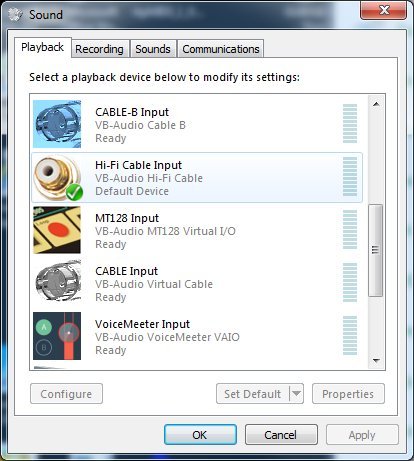 Sound
Playback Recording Sounds Communications
Select a playback device below to modify its settings:
CABLE-B Input
VB-Audio Cable B
Ready
Hi-Fi Cable Input
VB-Audio Hi-Fi Cable
Default Device
MT128 Input
VB-Audio MT128 Virtual I/O
Ready
CABLE Input
VB-Audio Virtual Cable
Ready
A
B
VoiceMeeter Input
VB-Audio VoiceMeeter VAIO
Ready
Configure Set Default Properties
OK Cancel Apply